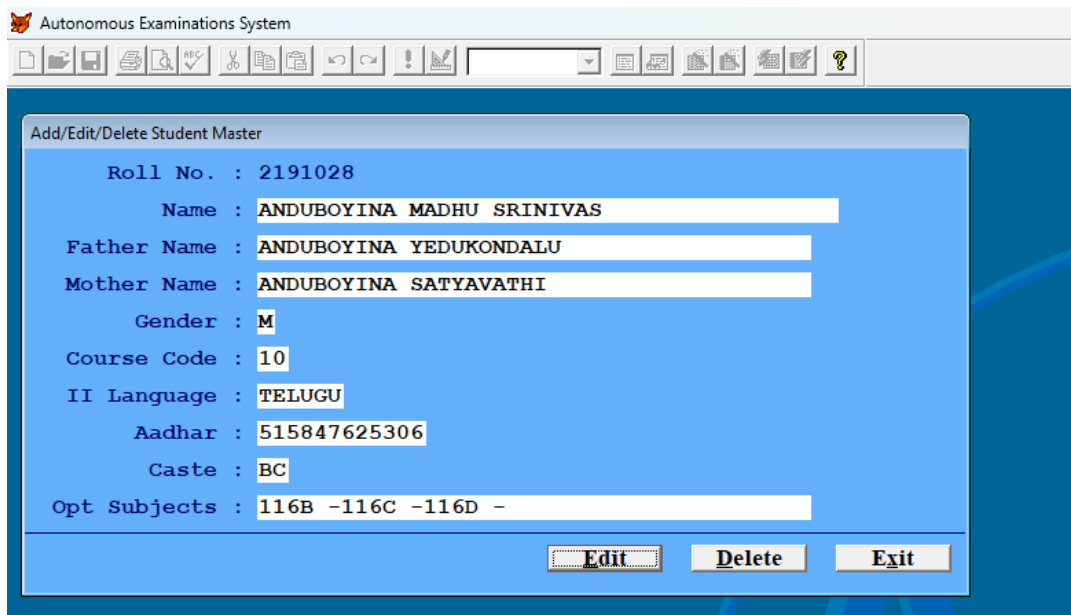 Autonomous Examinations System
ABC
Add/Edit/Delete Student Master
Roll No. : 2191028
Name : ANDUBOYINA MADHU SRINIVAS
Father Name : ANDUBOYINA YEDUKONDALU
Mother Name : ANDUBOYINA SATYAVATHI
Gender : M
Course Code : 10
II Language : TELUGU
Aadhar : 515847625306
Caste : BC
Opt Subjects : 116B -116C -116D -
Edit Delete Exit